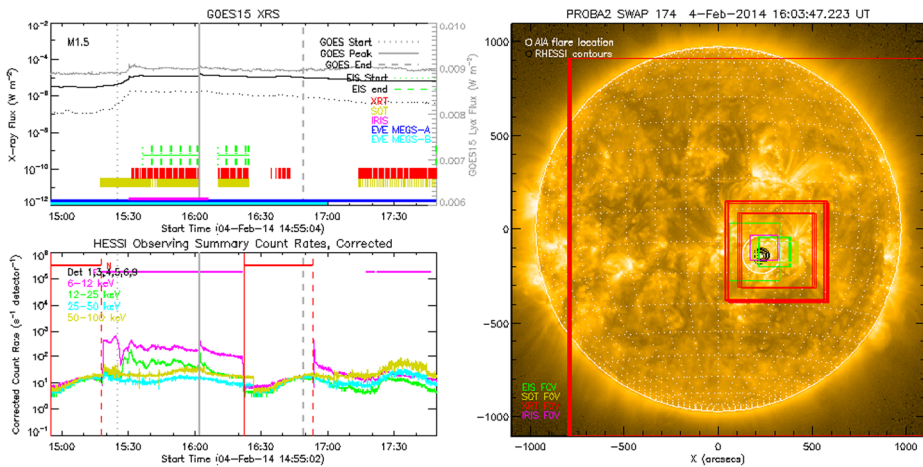 GOES15 XRS
M1.5
GOES Start
GOES Peak
GOES End
EIS Start
EIS end
XRT
SOT
IRIS
EVE MEGS-A
EVE MEGS-B
X-ray Flux (W m⁻²)
10⁻²
10⁻⁴
10⁻⁶
10⁻⁸
10⁻¹⁰
10⁻¹²
GOES15 Lyα Flux (W m⁻²)
0.010
0.009
0.008
0.007
0.006
15:00 15:30 16:00 16:30 17:00 17:30
Start Time (04-Feb-14 14:55:04)
HESSI Observing Summary Count Rates, Corrected
N
Det 1,3,4,5,6,9
6-12 keV
12-25 keV
25-50 keV
50-100 keV
Corrected Count Rate (s⁻¹ detector⁻¹)
10⁶
10⁵
10⁴
10³
10²
10¹
10⁰
10⁻¹
15:00 15:30 16:00 16:30 17:00 17:30
Start Time (04-Feb-14 14:55:02)
PROBA2 SWAP 174 4-Feb-2014 16:03:47.223 UT
AIA flare location
RHESSI contours
EIS FOV
SOT FOV
XRT FOV
IRIS FOV
1000
500
0
-500
-1000
-1000 -500 0 500 1000
X (arcsecs)